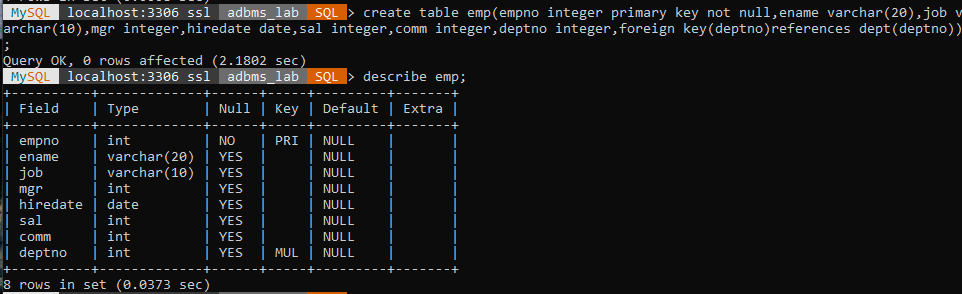 MySQL localhost:3306 ssl adbms_lab SQL > create table emp(empno integer primary key not null,ename varchar(20),job v
archar(10),mgr integer,hiredate date,sal integer,comm integer,deptno integer,foreign key(deptno)references dept(deptno))
;
Query OK, 0 rows affected (2.1802 sec)
MySQL localhost:3306 ssl adbms_lab SQL > describe emp;
+----------+-------------+------+-----+---------+-------+
| Field    | Type        | Null | Key | Default | Extra |
+----------+-------------+------+-----+---------+-------+
| empno    | int         | NO   | PRI | NULL    |       |
| ename    | varchar(20) | YES  |     | NULL    |       |
| job      | varchar(10) | YES  |     | NULL    |       |
| mgr      | int         | YES  |     | NULL    |       |
| hiredate | date        | YES  |     | NULL    |       |
| sal      | int         | YES  |     | NULL    |       |
| comm     | int         | YES  |     | NULL    |       |
| deptno   | int         | YES  | MUL | NULL    |       |
+----------+-------------+------+-----+---------+-------+
8 rows in set (0.0373 sec)